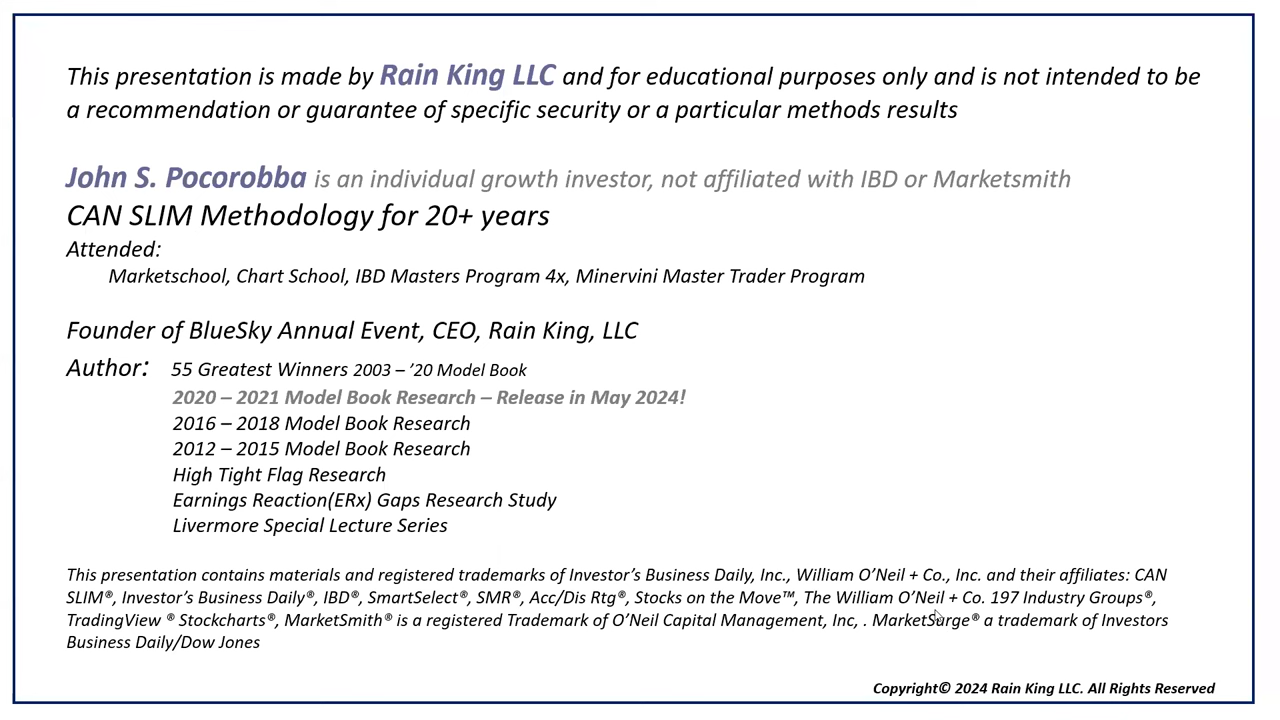 This presentation is made by Rain King LLC and for educational purposes only and is not intended to be
a recommendation or guarantee of specific security or a particular methods results
John S. Pocorobba is an individual growth investor, not affiliated with IBD or Marketsmith
CAN SLIM Methodology for 20+ years
Attended:
Marketschool, Chart School, IBD Masters Program 4x, Minervini Master Trader Program
Founder of BlueSky Annual Event, CEO, Rain King, LLC
Author: 55 Greatest Winners 2003 – ’20 Model Book
2020 – 2021 Model Book Research – Release in May 2024!
2016 – 2018 Model Book Research
2012 – 2015 Model Book Research
High Tight Flag Research
Earnings Reaction(ERx) Gaps Research Study
Livermore Special Lecture Series
This presentation contains materials and registered trademarks of Investor’s Business Daily, Inc., William O’Neil + Co., Inc. and their affiliates: CAN
SLIM®, Investor’s Business Daily®, IBD®, SmartSelect®, SMR®, Acc/Dis Rtg®, Stocks on the Move™, The William O’Neil + Co. 197 Industry Groups®,
TradingView ® Stockcharts®, MarketSmith® is a registered Trademark of O’Neil Capital Management, Inc, . MarketSurge® a trademark of Investors
Business Daily/Dow Jones
Copyright© 2024 Rain King LLC. All Rights Reserved